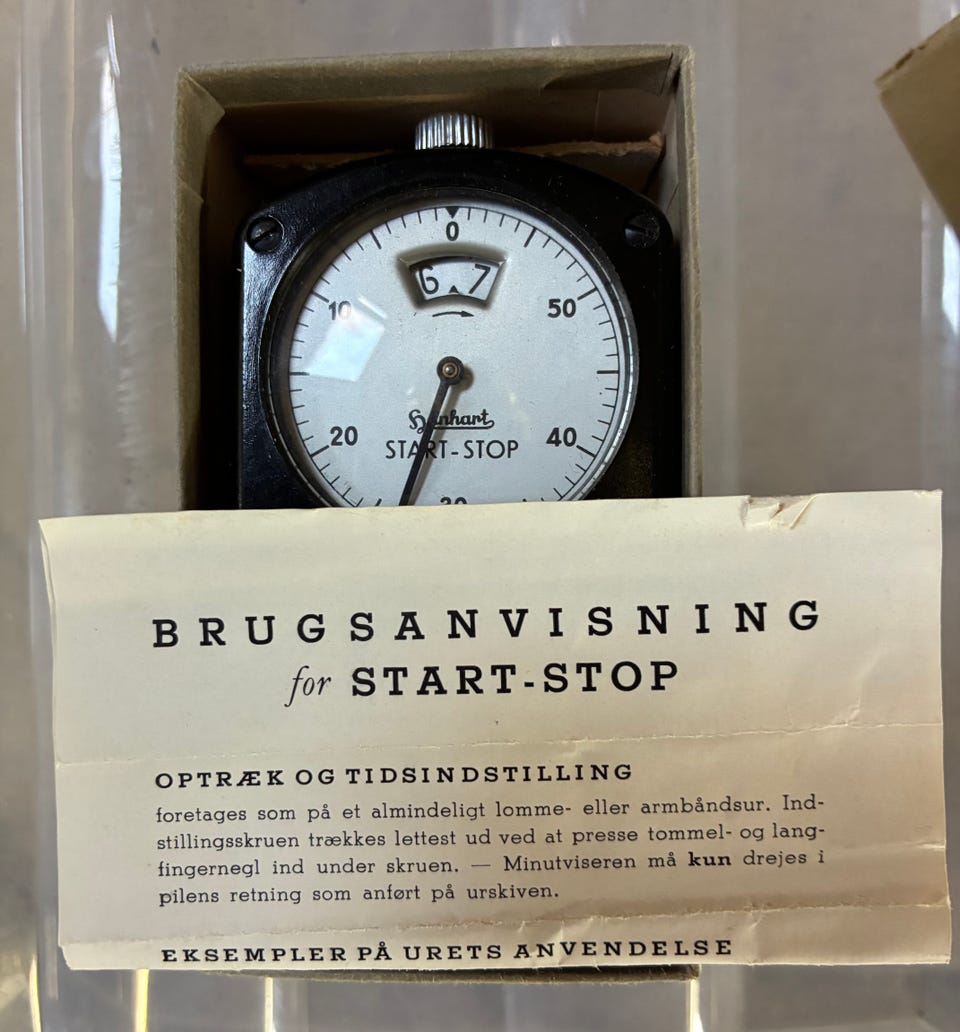 0
6 7
10 50
Hanhart
20 40
START-STOP
30
BRUGSANVISNING
for START-STOP
OPTRÆK OG TIDSINDSTILLING
foretages som på et almindeligt lomme- eller armbåndsur. Ind-
stillingsskruen trækkes lettest ud ved at presse tommel- og lang-
fingernegl ind under skruen. — Minutviseren må kun drejes i
pilens retning som anført på urskiven.
EKSEMPLER PÅ URETS ANVENDELSE